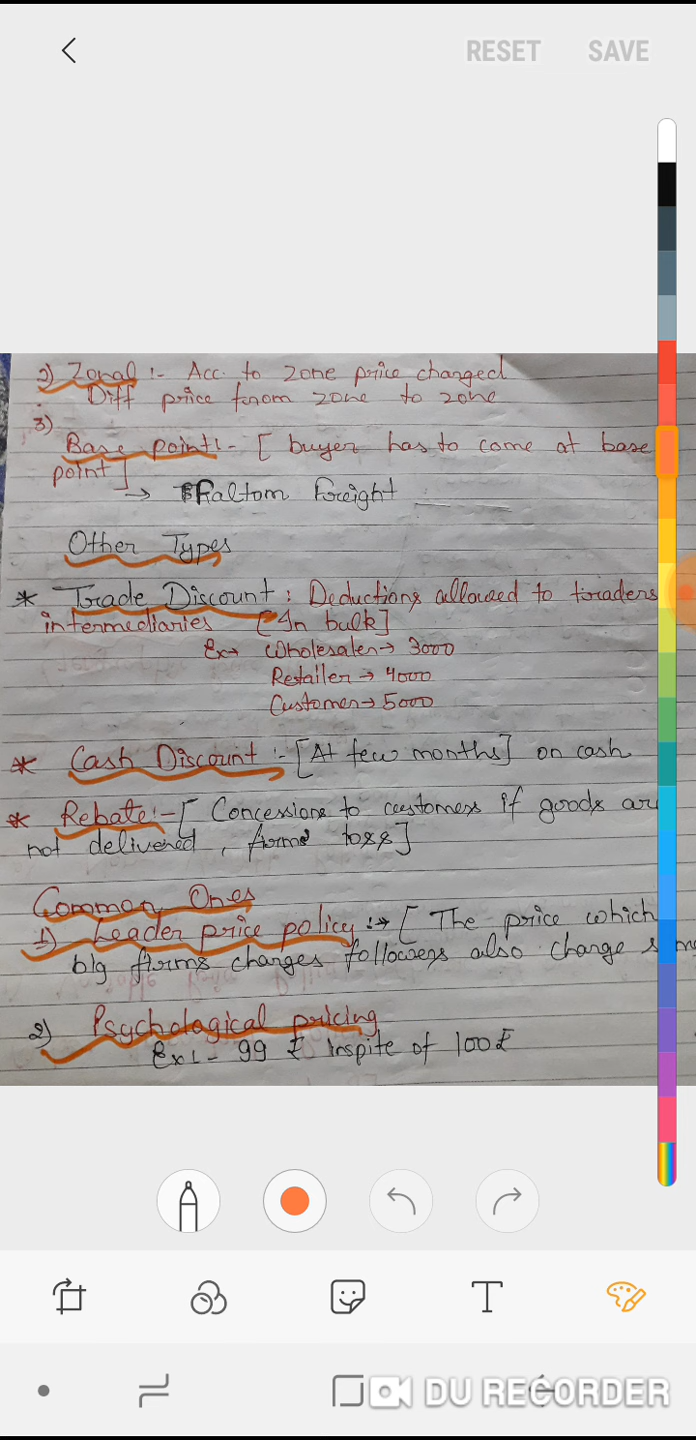 RESET SAVE
2) Zonal :- Acc. to zone price changed
Diff price from zone to zone
3)
Base point:- [ buyer has to come at base
point]
→ Faltom Freight
Other Types
* Trade Discount : Deductions allowed to traders
intermediaries [In bulk]
Ex→ Wholesaler→ 3000
Retailer → 4000
Customer→ 5000
* Cash Discount :- [At few months] on cash
* Rebate:-[ Concessions to customers if goods are
not delivered, forms loss]
Common Ones
1) Leader price policy :→ [ The price which
big firms changes followers also change
2) Psychological pricing
Ex:- 99 ₹ inspite of 100₹
T
DU RECORDER